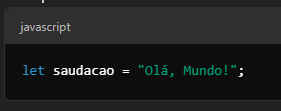 javascript
let saudacao = "Olá, Mundo!";